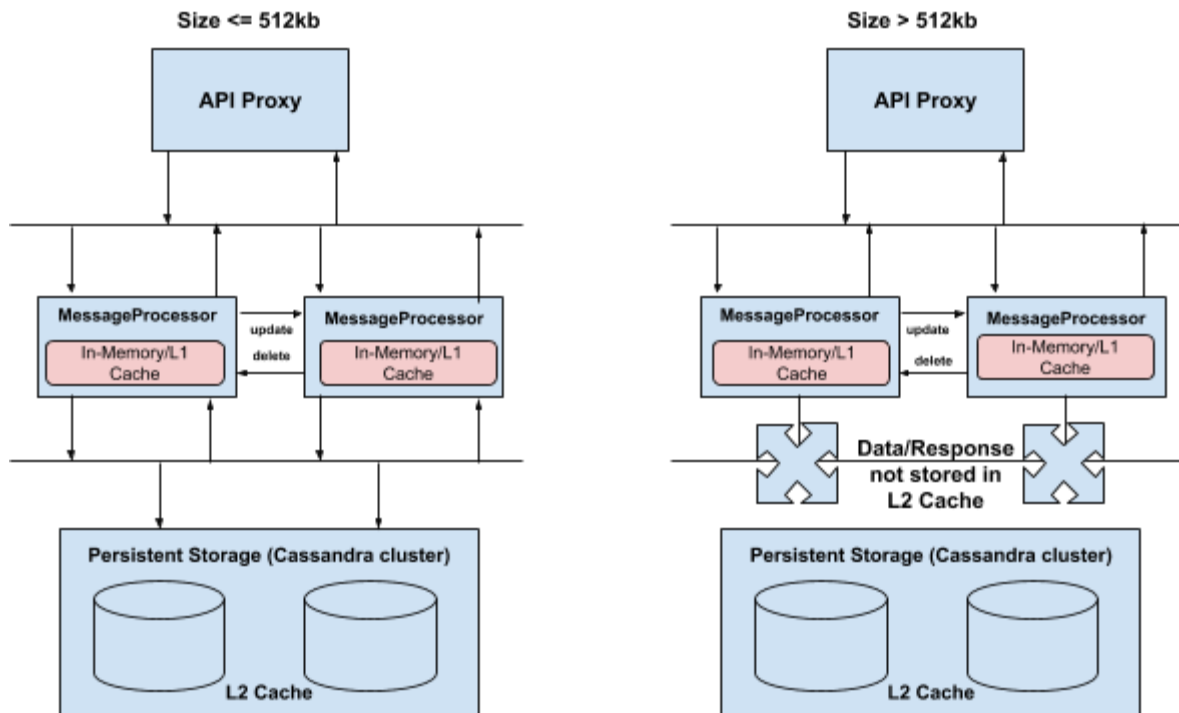 Size <= 512kb
API Proxy
MessageProcessor
In-Memory/L1
Cache
update
delete
MessageProcessor
In-Memory/L1
Cache
Persistent Storage (Cassandra cluster)
L2 Cache
Size > 512kb
API Proxy
MessageProcessor
In-Memory/L1
Cache
update
delete
MessageProcessor
In-Memory/L1
Cache
Data/Response
not stored in
L2 Cache
Persistent Storage (Cassandra cluster)
L2 Cache